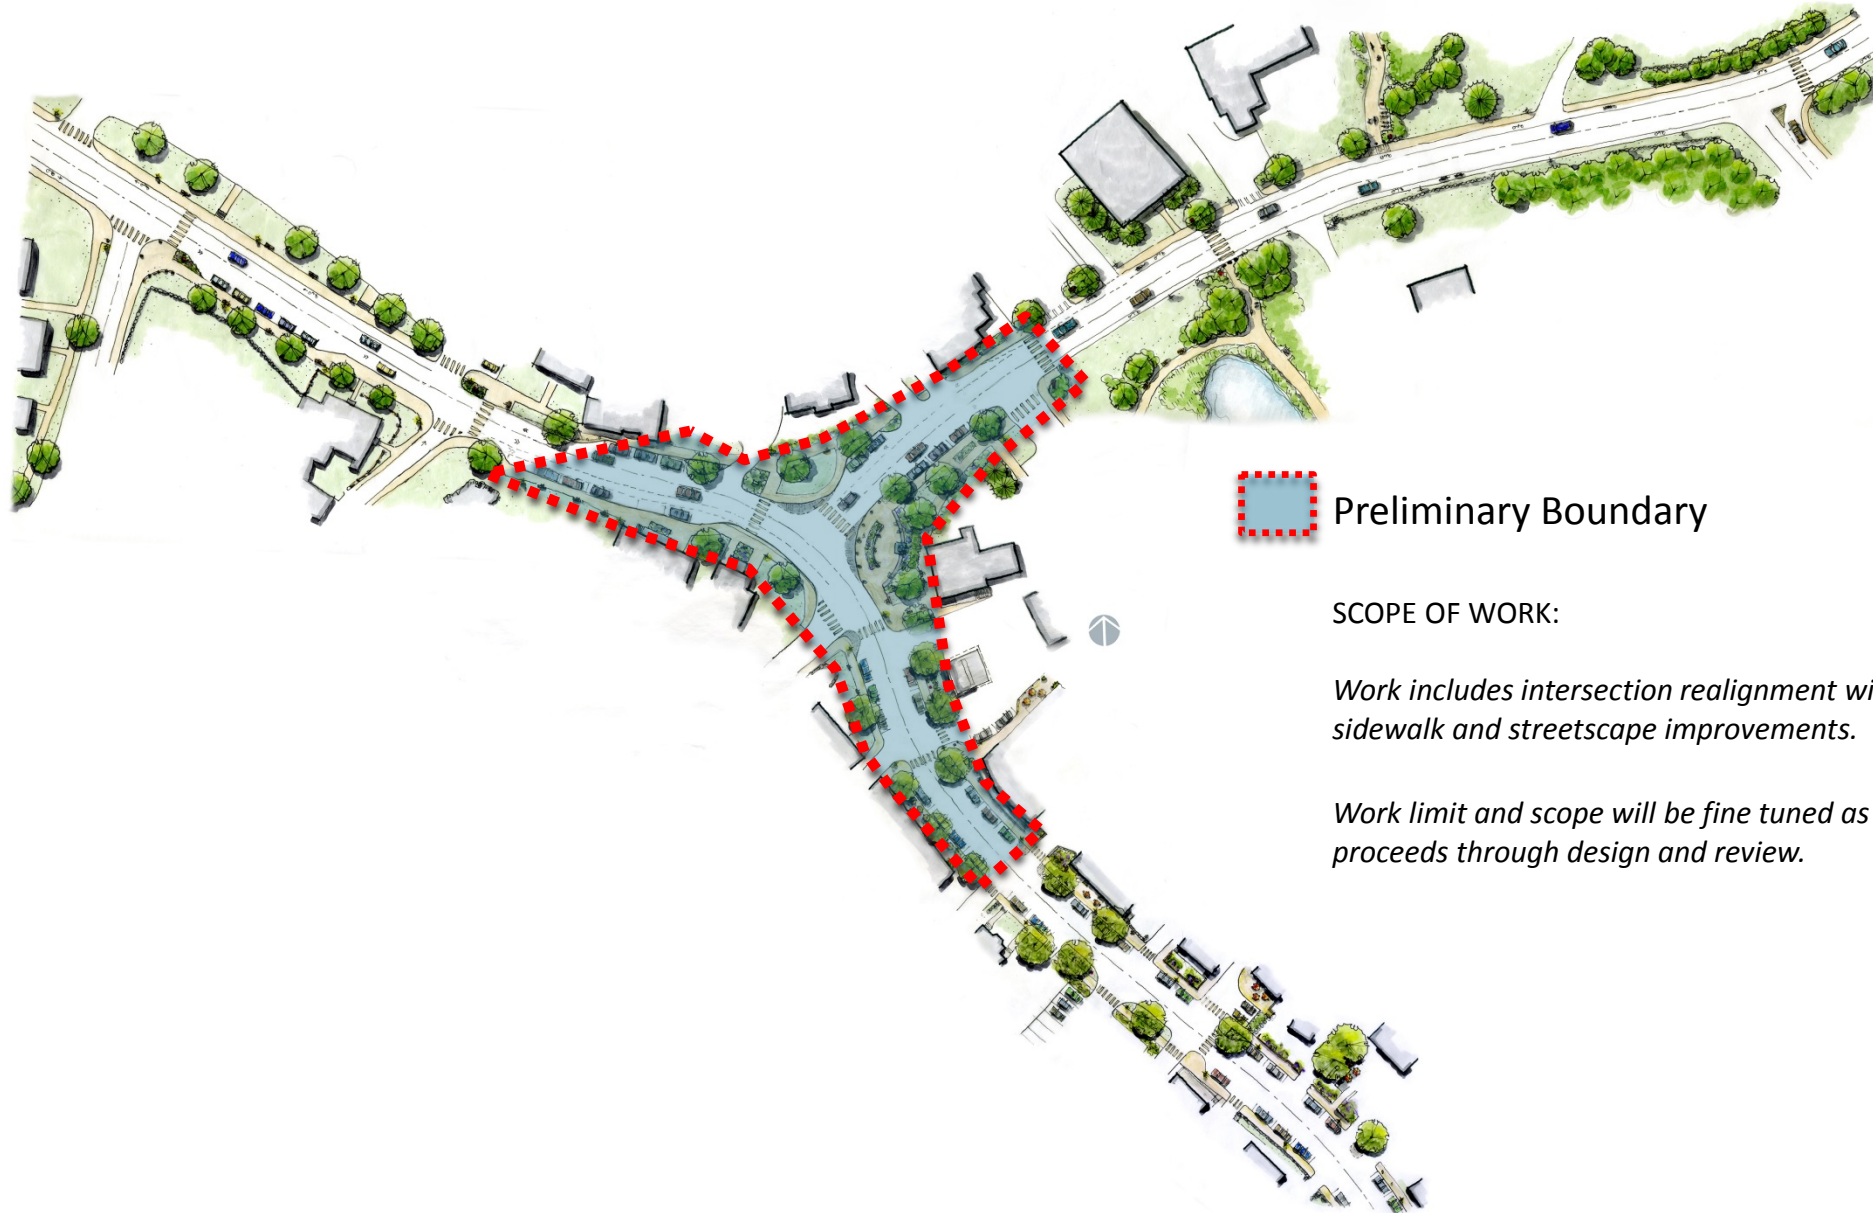 Preliminary Boundary
SCOPE OF WORK:
Work includes intersection realignment wi
sidewalk and streetscape improvements.
Work limit and scope will be fine tuned as
proceeds through design and review.